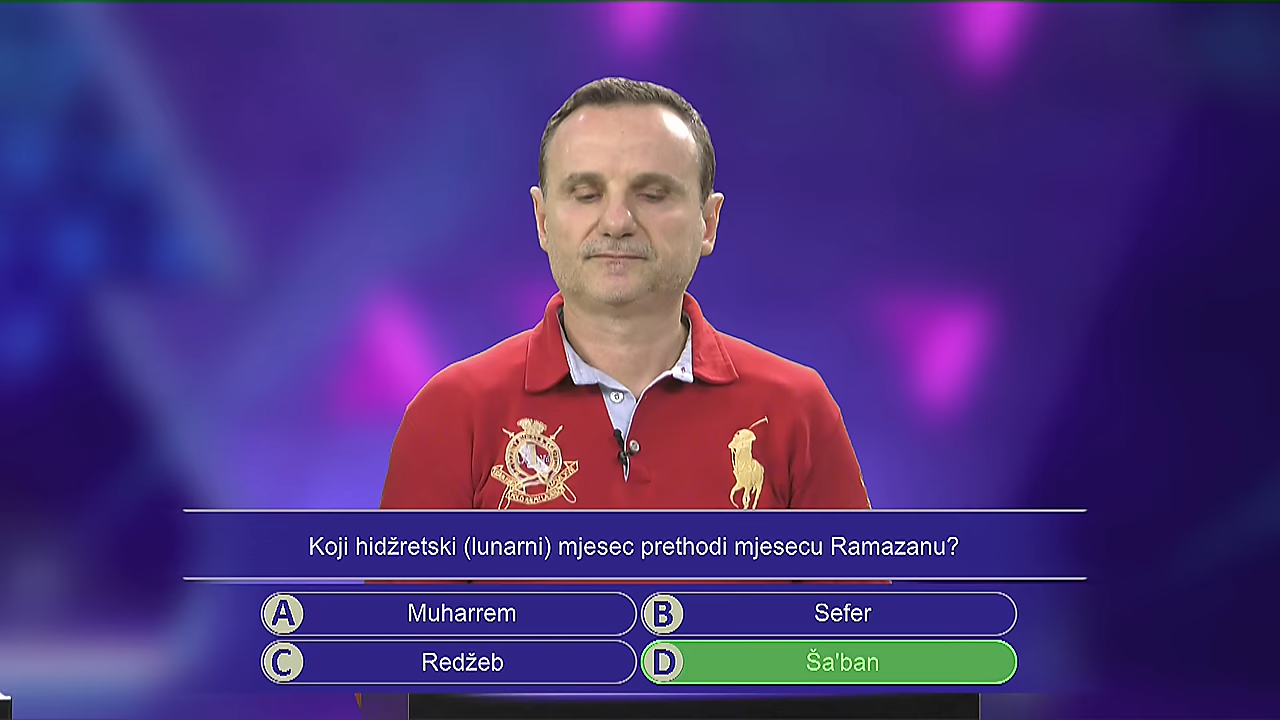 Koji hidžretski (lunarni) mjesec prethodi mjesecu Ramazanu?
A Muharrem
B Sefer
C Redžeb
D Ša'ban